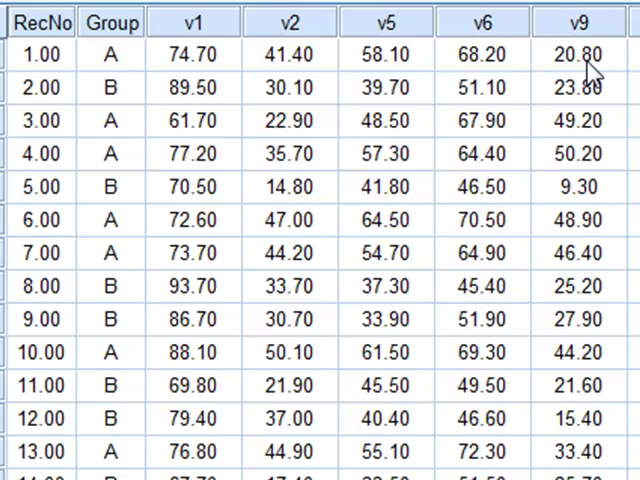 RecNo Group v1 v2 v5 v6 v9
1.00 A 74.70 41.40 58.10 68.20 20.80
2.00 B 89.50 30.10 39.70 51.10 23.80
3.00 A 61.70 22.90 48.50 67.90 49.20
4.00 A 77.20 35.70 57.30 64.40 50.20
5.00 B 70.50 14.80 41.80 46.50 9.30
6.00 A 72.60 47.00 64.50 70.50 48.90
7.00 A 73.70 44.20 54.70 64.90 46.40
8.00 B 93.70 33.70 37.30 45.40 25.20
9.00 B 86.70 30.70 33.90 51.90 27.90
10.00 A 88.10 50.10 61.50 69.30 44.20
11.00 B 69.80 21.90 45.50 49.50 21.60
12.00 B 79.40 37.00 40.40 46.60 15.40
13.00 A 76.80 44.90 55.10 72.30 33.40